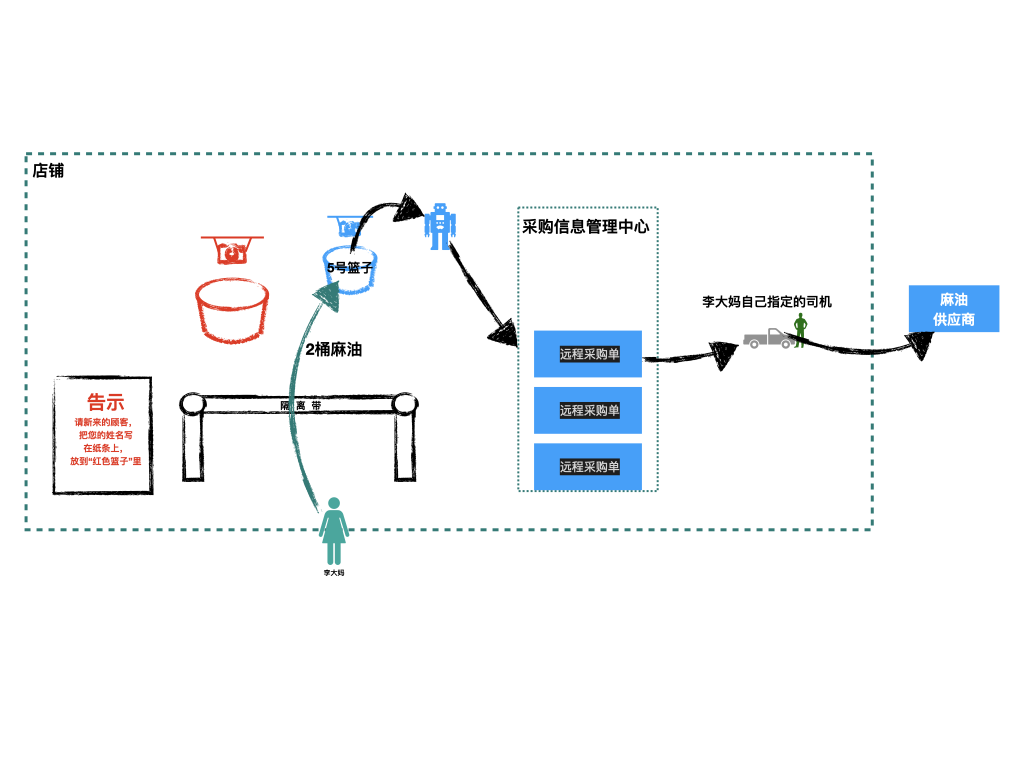 店铺
采购信息管理中心
5号篮子
李大妈自己指定的司机
麻油
供应商
2桶麻油
远程采购单
远程采购单
远程采购单
告示
请新来的顾客，
把您的姓名写
在纸条上，
放到“红色篮子”里
隔 离 带
李大妈